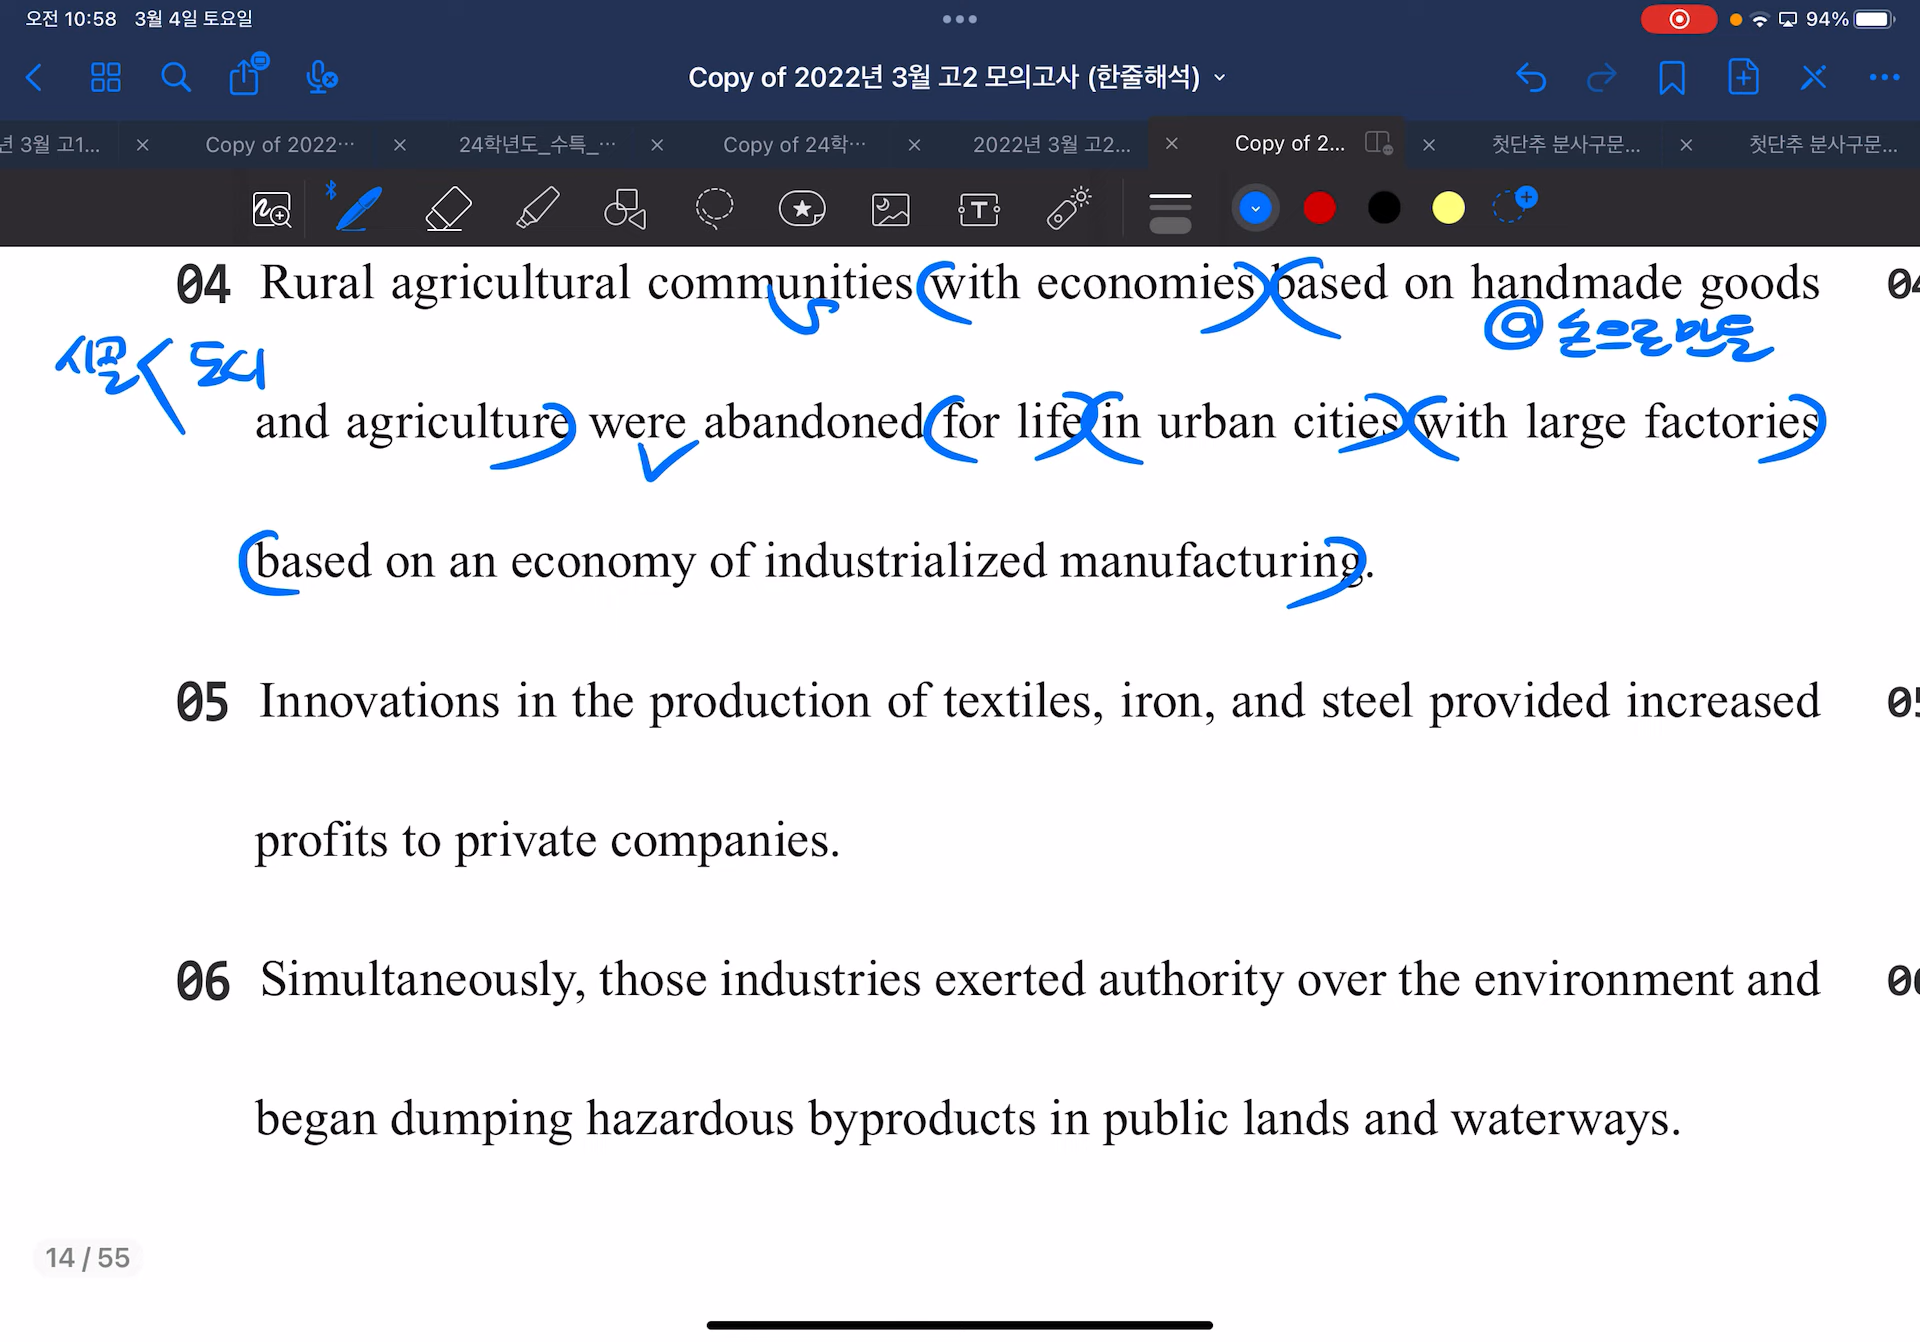 오전 10:58 3월 4일 토요일
94%
Copy of 2022년 3월 고2 모의고사 (한줄해석)
년 3월 고1... Copy of 2022... 24학년도_수특_... Copy of 24학... 2022년 3월 고2... Copy of 2... 첫단추 분사구문... 첫단추 분사구문...
04 Rural agricultural communities with economies based on handmade goods 04
S
@ 손으로 만들
시골 < 도시
and agriculture were abandoned for life in urban cities with large factories
V
based on an economy of industrialized manufacturing.
05 Innovations in the production of textiles, iron, and steel provided increased 05
profits to private companies.
06 Simultaneously, those industries exerted authority over the environment and 06
began dumping hazardous byproducts in public lands and waterways.
14 / 55